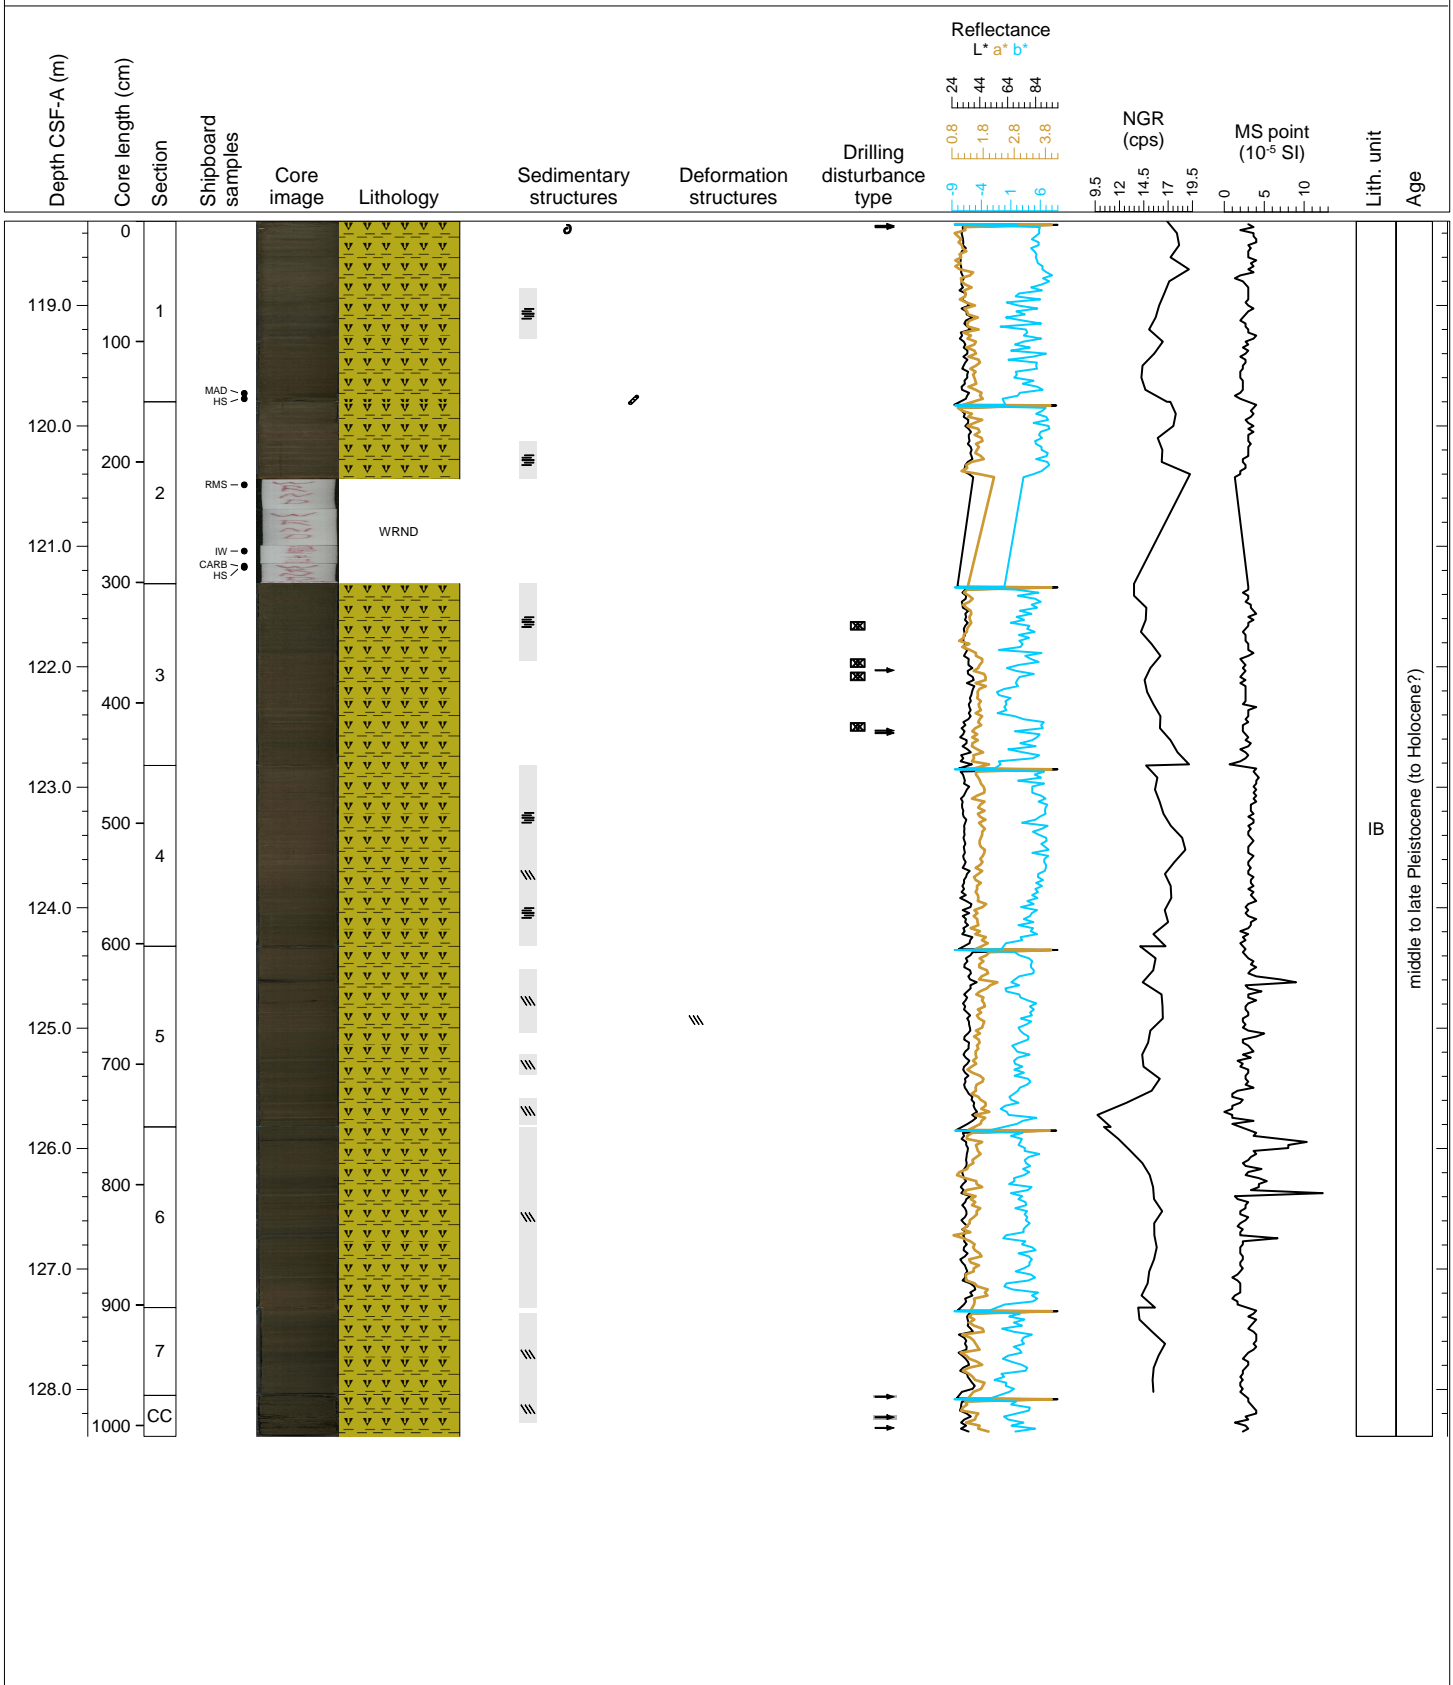 Depth CSF-A (m)
Core length (cm)
Section
Shipboard
samples
Core
image
Lithology
Sedimentary
structures
Deformation
structures
Drilling
disturbance
type
Reflectance
L* a* b*
24 44 64 84
0.8 1.8 2.8 3.8
-9 -4 1 6
NGR
(cps)
9.5 12 14.5 17 19.5
MS point
(10-5 SI)
0 5 10
Lith. unit
Age
0
119.0
1
100
MAD
HS
120.0
200
RMS
2
WRND
121.0
IW
CARB
HS
300
122.0
3
400
123.0
500
IB
4
124.0
600
middle to late Pleistocene (to Holocene?)
125.0
5
700
126.0
800
6
127.0
900
7
128.0
CC
1000